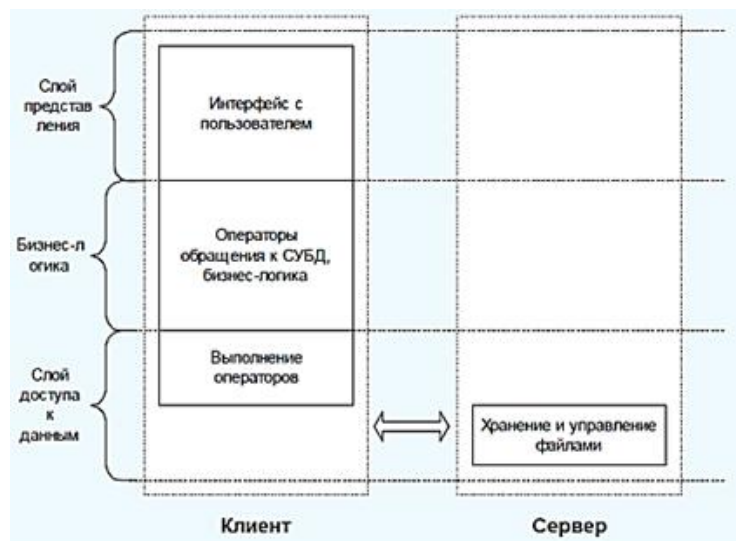 Слой
представ
ления
Интерфейс с
пользователем
Бизнес-л
огика
Операторы
обращения к СУБД,
бизнес-логика
Слой
доступа
к
данным
Выполнение
операторов
Хранение и управление
файлами
Клиент
Сервер